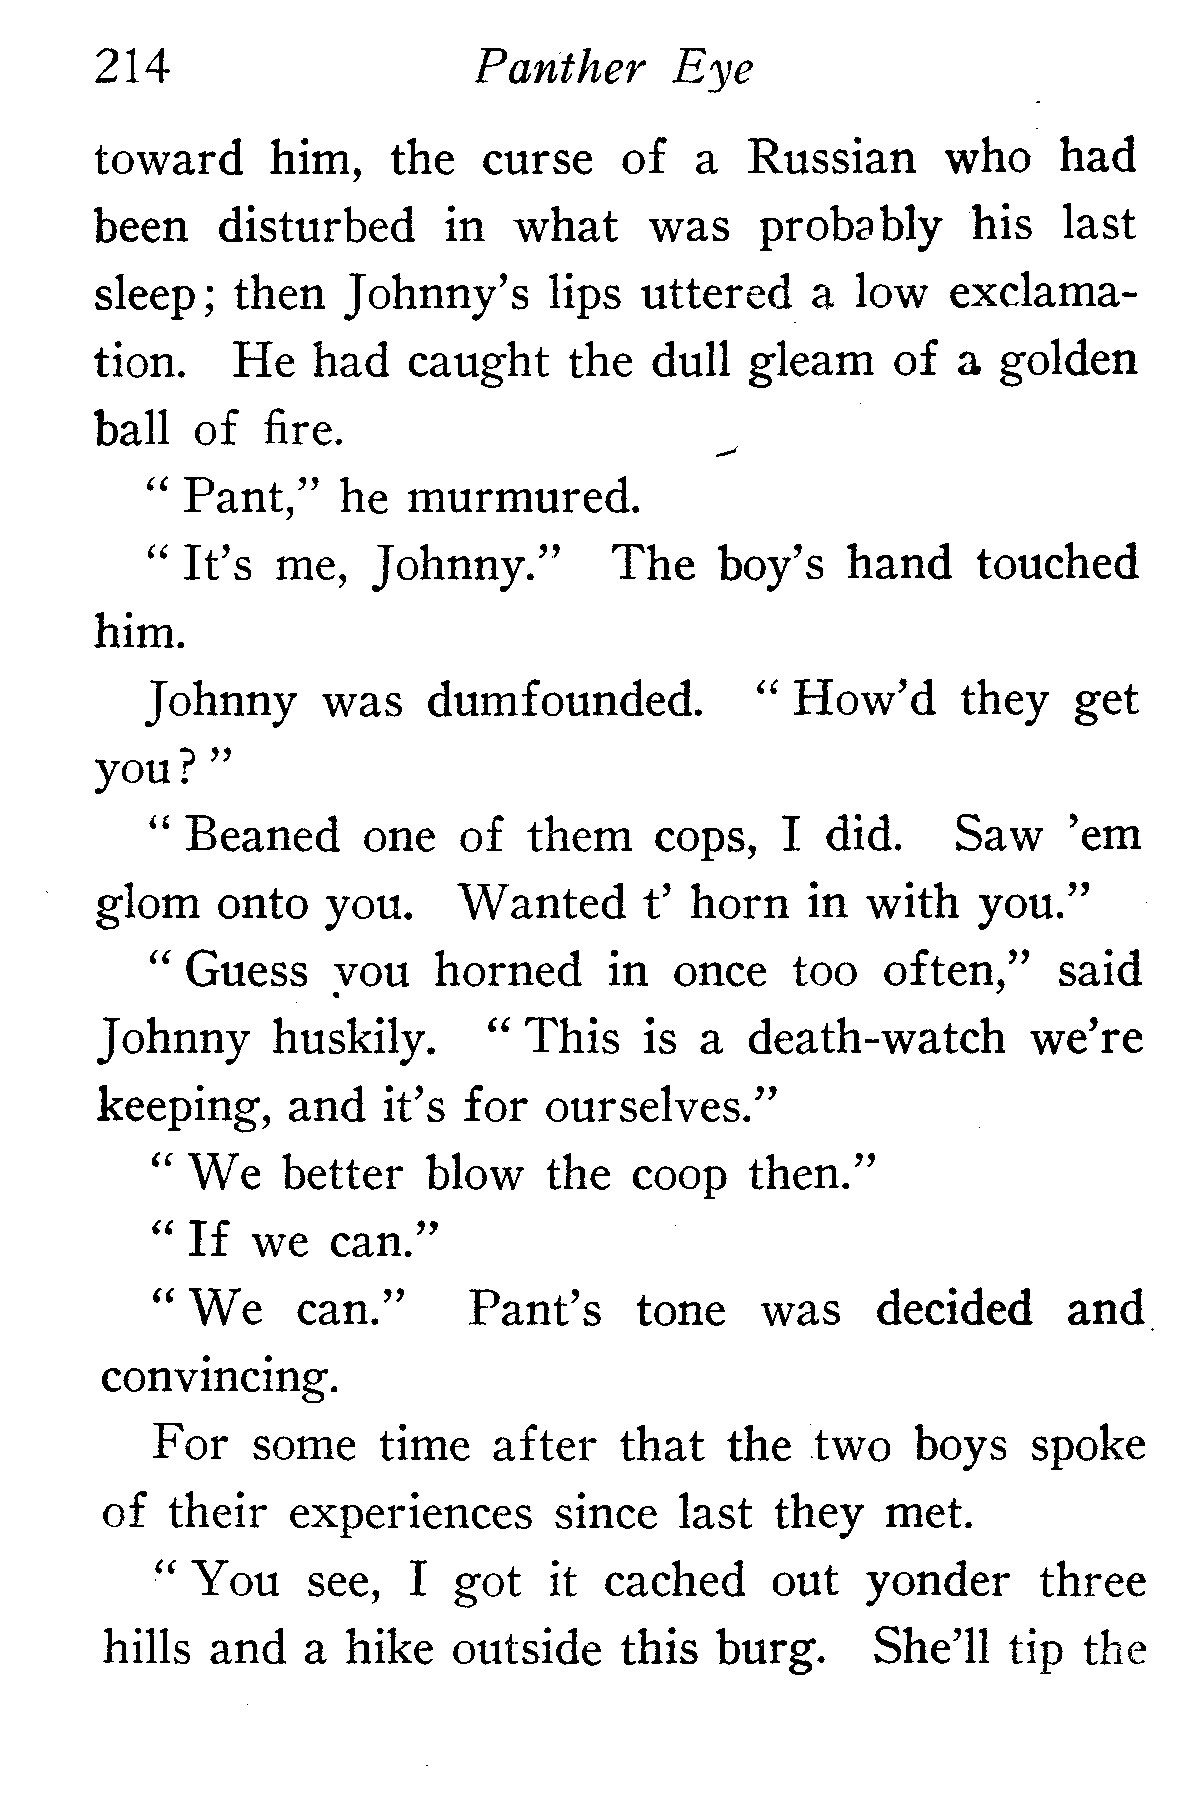 214 Panther Eye
toward him, the curse of a Russian who had
been disturbed in what was probably his last
sleep; then Johnny's lips uttered a low exclama-
tion. He had caught the dull gleam of a golden
ball of fire.
" Pant," he murmured.
" It's me, Johnny." The boy's hand touched
him.
Johnny was dumfounded. " How'd they get
you? "
" Beaned one of them cops, I did. Saw 'em
glom onto you. Wanted t' horn in with you."
" Guess you horned in once too often," said
Johnny huskily. " This is a death-watch we're
keeping, and it's for ourselves."
" We better blow the coop then."
" If we can."
" We can." Pant's tone was decided and
convincing.
For some time after that the two boys spoke
of their experiences since last they met.
" You see, I got it cached out yonder three
hills and a hike outside this burg. She'll tip the